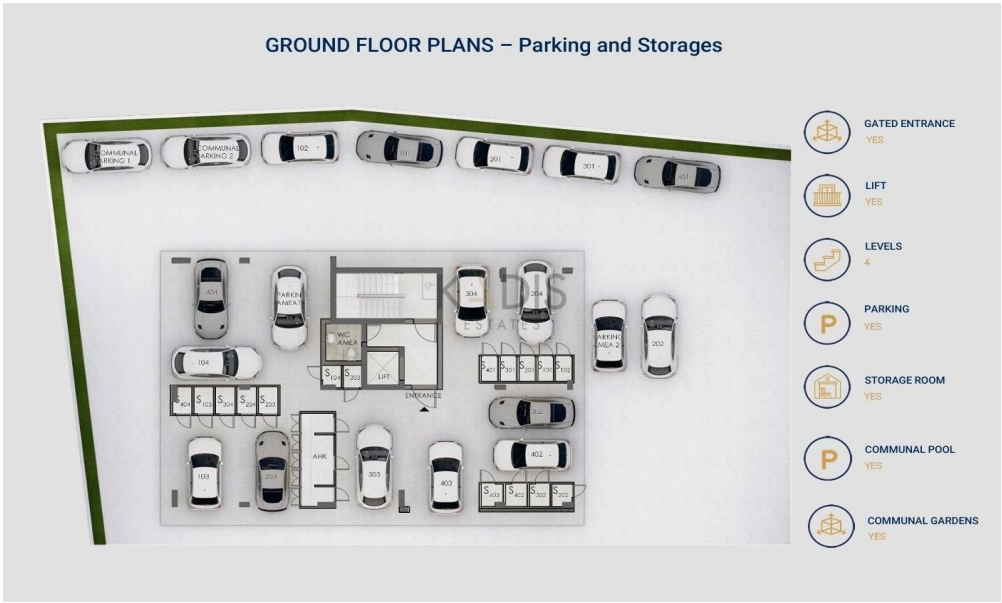 GROUND FLOOR PLANS – Parking and Storages
COMMUNAL
PARKING 1
COMMUNAL
PARKING 2
102
101
201
301
401
GATED ENTRANCE
YES
LIFT
YES
LEVELS
4
P
PARKING
YES
STORAGE ROOM
YES
P
COMMUNAL POOL
YES
COMMUNAL GARDENS
YES
404
PARKING
AMEA 1
304
204
KADIS
ESTATES
WC
AMEA
LIFT
ENTRANCE
PARKING
AMEA 2
202
104
S 104
S 303
S 401
S 301
S 201
S 101
S 102
S 404
S 103
S 304
S 204
S 203
302
402
103
203
AHK
303
403
S 403
S 402
S 302
S 202